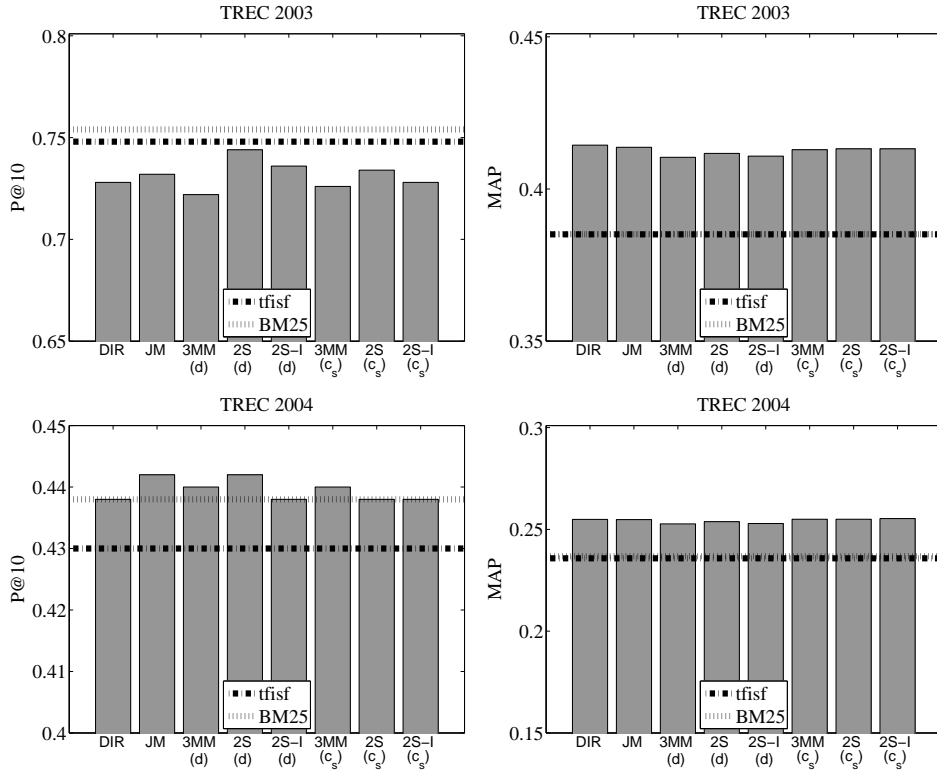 TREC 2003
0.8
0.75
0.7
0.65
P@10
tfisf
BM25
DIR JM 3MM 2S 2S-I 3MM 2S 2S-I
(d) (d) (d) (c_s) (c_s) (c_s)
TREC 2003
0.45
0.4
0.35
MAP
tfisf
BM25
DIR JM 3MM 2S 2S-I 3MM 2S 2S-I
(d) (d) (d) (c_s) (c_s) (c_s)
TREC 2004
0.45
0.44
0.43
0.42
0.41
0.4
P@10
tfisf
BM25
DIR JM 3MM 2S 2S-I 3MM 2S 2S-I
(d) (d) (d) (c_s) (c_s) (c_s)
TREC 2004
0.3
0.25
0.2
0.15
MAP
tfisf
BM25
DIR JM 3MM 2S 2S-I 3MM 2S 2S-I
(d) (d) (d) (c_s) (c_s) (c_s)